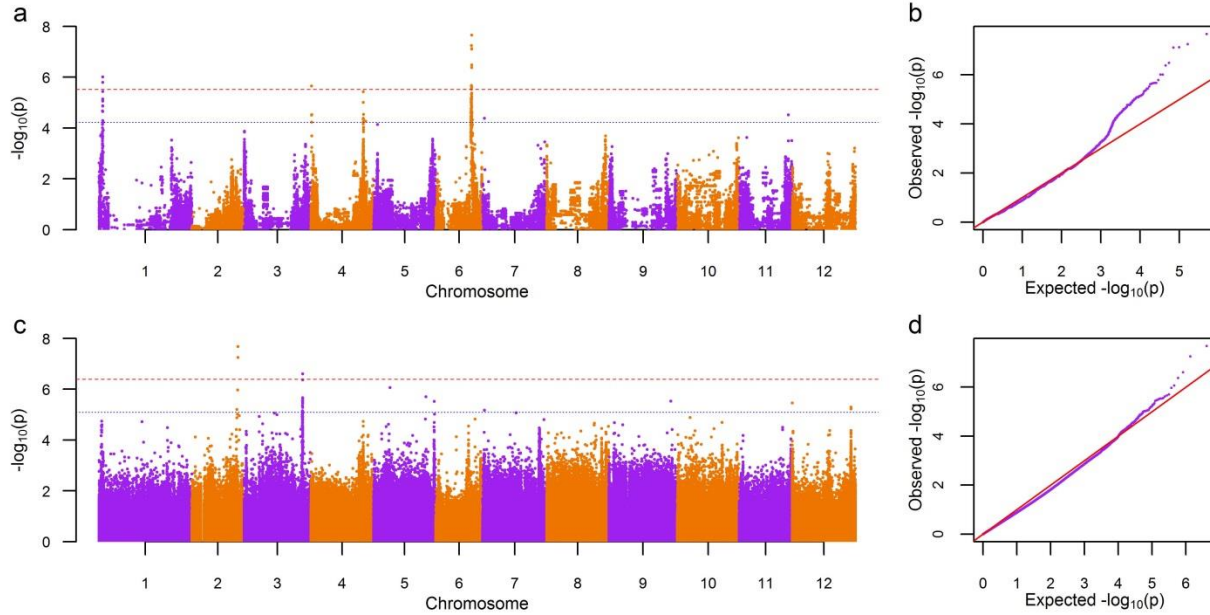 a
8
6
4
2
0
-log10(p)
1 2 3 4 5 6 7 8 9 10 11 12
Chromosome
b
6
4
2
0
Observed -log10(p)
0 1 2 3 4 5
Expected -log10(p)
c
8
6
4
2
0
-log10(p)
1 2 3 4 5 6 7 8 9 10 11 12
Chromosome
d
6
4
2
0
Observed -log10(p)
0 1 2 3 4 5 6
Expected -log10(p)